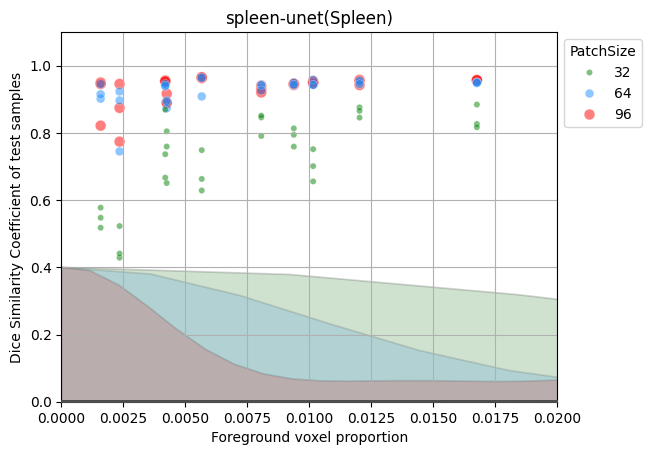 spleen-unet(Spleen)
Dice Similarity Coefficient of test samples
1.0
0.8
0.6
0.4
0.2
0.0
0.0000 0.0025 0.0050 0.0075 0.0100 0.0125 0.0150 0.0175 0.0200
Foreground voxel proportion
PatchSize
32
64
96